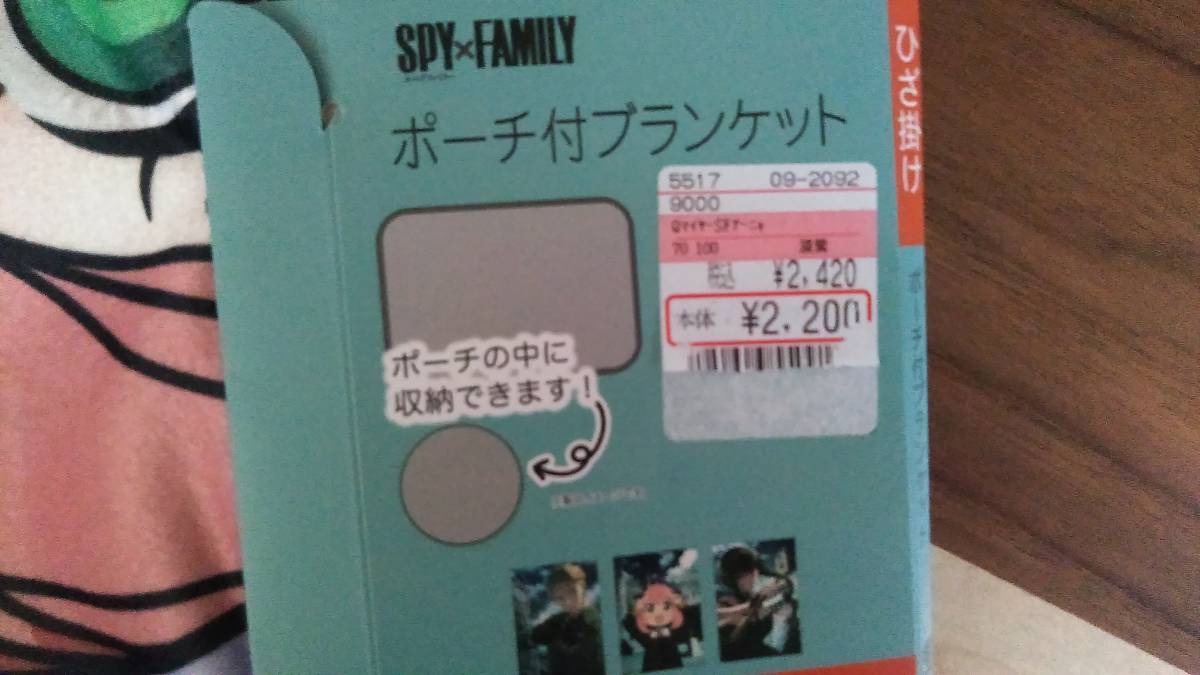 SPY×FAMILY
ポーチ付ブランケット
ひざ掛け
5517 09-2092
9000
70 100
税込 ¥2,420
本体 ¥2,200
ポーチの中に
収納できます!